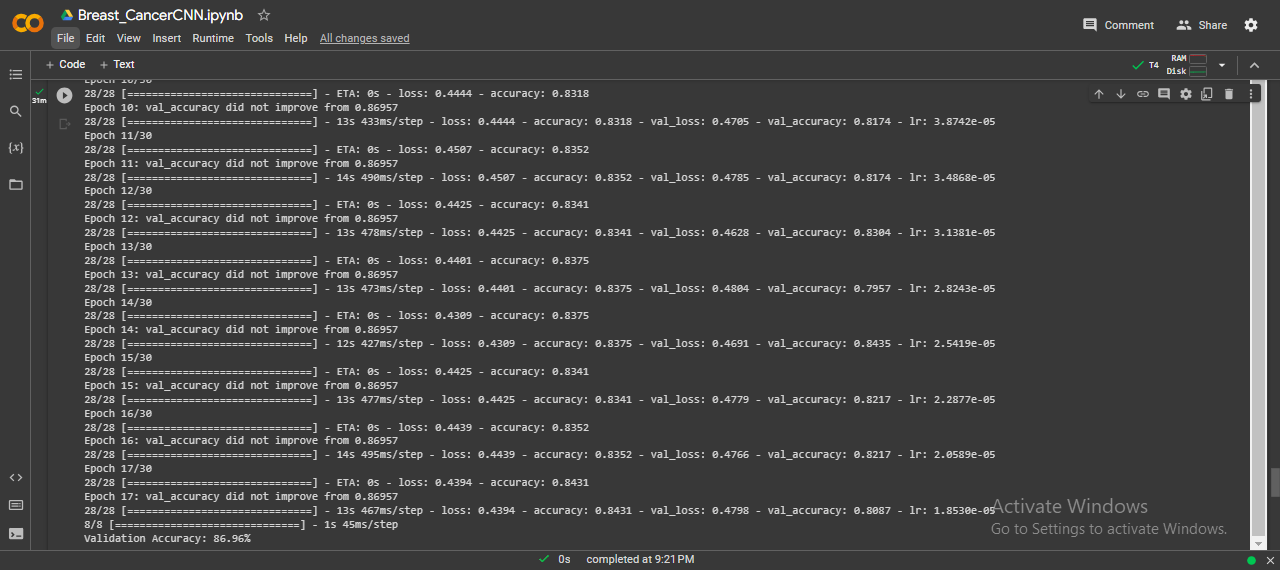 Breast_CancerCNN.ipynb
Comment
Share
File Edit View Insert Runtime Tools Help All changes saved
+ Code + Text
T4
RAM
Disk
31m
Epoch 10/30
28/28 [==============================] - ETA: 0s - loss: 0.4444 - accuracy: 0.8318
Epoch 10: val_accuracy did not improve from 0.86957
28/28 [==============================] - 13s 433ms/step - loss: 0.4444 - accuracy: 0.8318 - val_loss: 0.4705 - val_accuracy: 0.8174 - lr: 3.8742e-05
Epoch 11/30
28/28 [==============================] - ETA: 0s - loss: 0.4507 - accuracy: 0.8352
Epoch 11: val_accuracy did not improve from 0.86957
28/28 [==============================] - 14s 490ms/step - loss: 0.4507 - accuracy: 0.8352 - val_loss: 0.4785 - val_accuracy: 0.8174 - lr: 3.4868e-05
Epoch 12/30
28/28 [==============================] - ETA: 0s - loss: 0.4425 - accuracy: 0.8341
Epoch 12: val_accuracy did not improve from 0.86957
28/28 [==============================] - 13s 478ms/step - loss: 0.4425 - accuracy: 0.8341 - val_loss: 0.4628 - val_accuracy: 0.8304 - lr: 3.1381e-05
Epoch 13/30
28/28 [==============================] - ETA: 0s - loss: 0.4401 - accuracy: 0.8375
Epoch 13: val_accuracy did not improve from 0.86957
28/28 [==============================] - 13s 473ms/step - loss: 0.4401 - accuracy: 0.8375 - val_loss: 0.4804 - val_accuracy: 0.7957 - lr: 2.8243e-05
Epoch 14/30
28/28 [==============================] - ETA: 0s - loss: 0.4309 - accuracy: 0.8375
Epoch 14: val_accuracy did not improve from 0.86957
28/28 [==============================] - 12s 427ms/step - loss: 0.4309 - accuracy: 0.8375 - val_loss: 0.4691 - val_accuracy: 0.8435 - lr: 2.5419e-05
Epoch 15/30
28/28 [==============================] - ETA: 0s - loss: 0.4425 - accuracy: 0.8341
Epoch 15: val_accuracy did not improve from 0.86957
28/28 [==============================] - 13s 477ms/step - loss: 0.4425 - accuracy: 0.8341 - val_loss: 0.4779 - val_accuracy: 0.8217 - lr: 2.2877e-05
Epoch 16/30
28/28 [==============================] - ETA: 0s - loss: 0.4439 - accuracy: 0.8352
Epoch 16: val_accuracy did not improve from 0.86957
28/28 [==============================] - 14s 495ms/step - loss: 0.4439 - accuracy: 0.8352 - val_loss: 0.4766 - val_accuracy: 0.8217 - lr: 2.0589e-05
Epoch 17/30
28/28 [==============================] - ETA: 0s - loss: 0.4394 - accuracy: 0.8431
Epoch 17: val_accuracy did not improve from 0.86957
28/28 [==============================] - 13s 467ms/step - loss: 0.4394 - accuracy: 0.8431 - val_loss: 0.4798 - val_accuracy: 0.8087 - lr: 1.8530e-05
8/8 [==============================] - 1s 45ms/step
Validation Accuracy: 86.96%
Activate Windows
Go to Settings to activate Windows.
0s completed at 9:21 PM